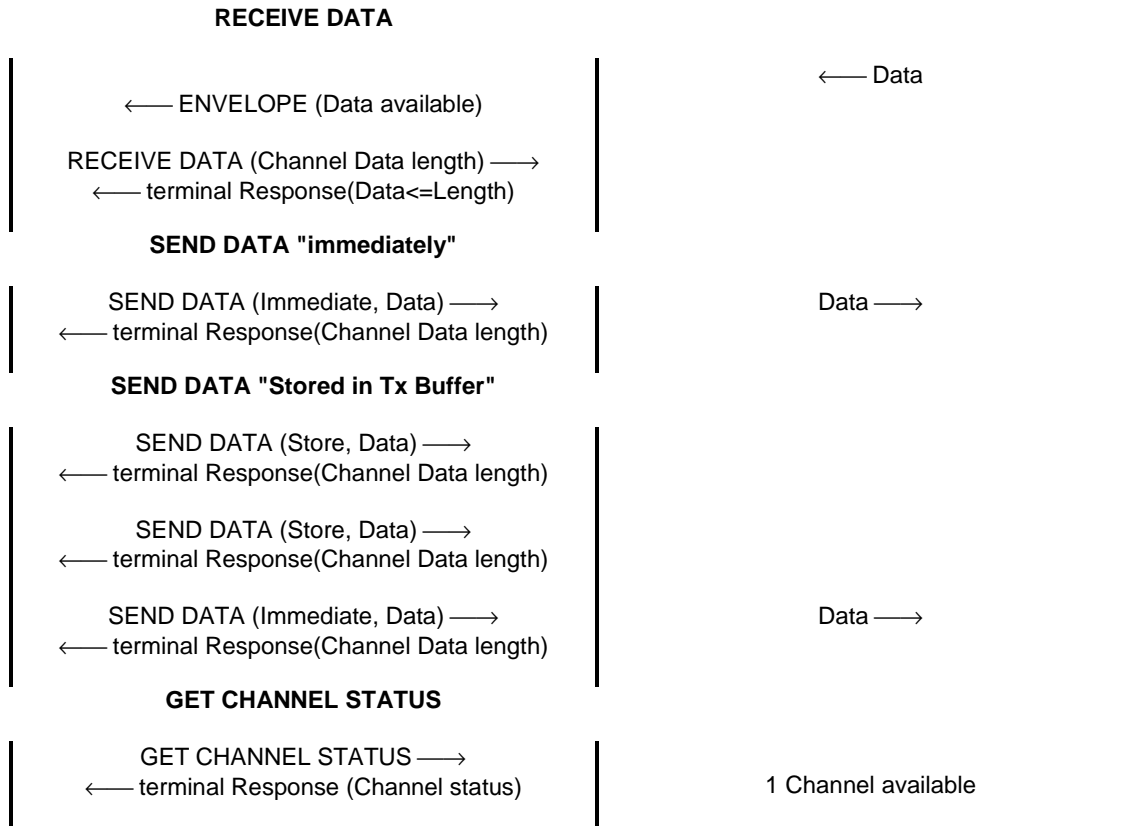 RECEIVE DATA
← Data
← ENVELOPE (Data available)
RECEIVE DATA (Channel Data length) →
← terminal Response(Data<=Length)
SEND DATA "immediately"
SEND DATA (Immediate, Data) → Data →
← terminal Response(Channel Data length)
SEND DATA "Stored in Tx Buffer"
SEND DATA (Store, Data) →
← terminal Response(Channel Data length)
SEND DATA (Store, Data) →
← terminal Response(Channel Data length)
SEND DATA (Immediate, Data) → Data →
← terminal Response(Channel Data length)
GET CHANNEL STATUS
GET CHANNEL STATUS →
← terminal Response (Channel status) 1 Channel available